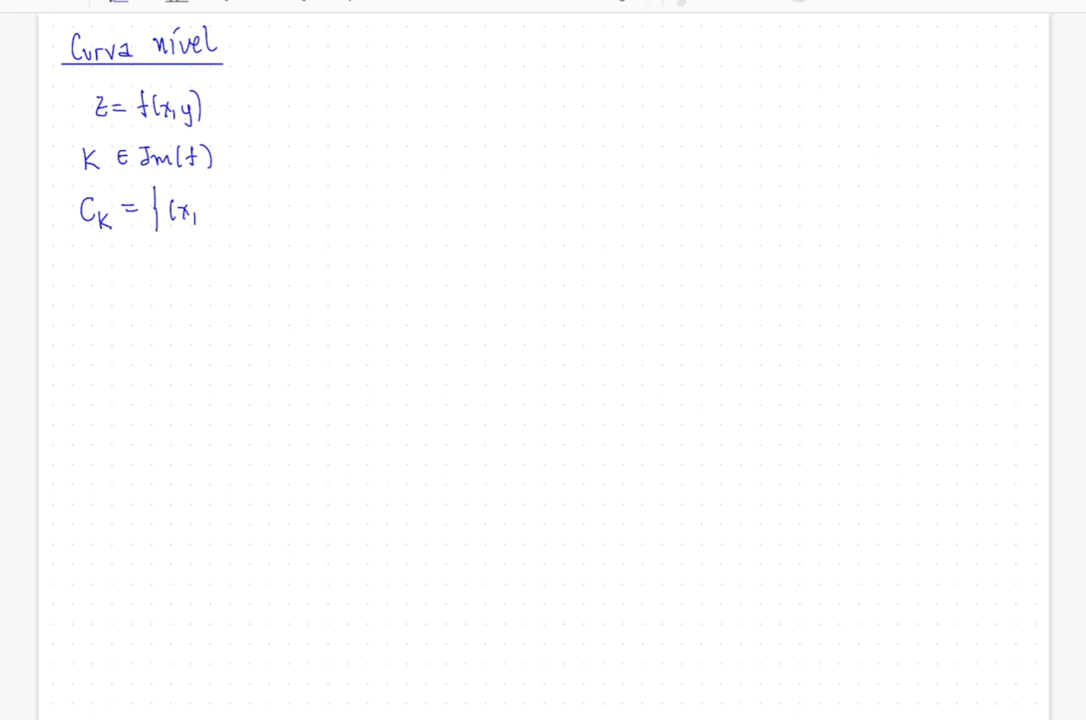 Curva nível
z = f(x,y)
K ∈ Im(f)
C_K = { (x,